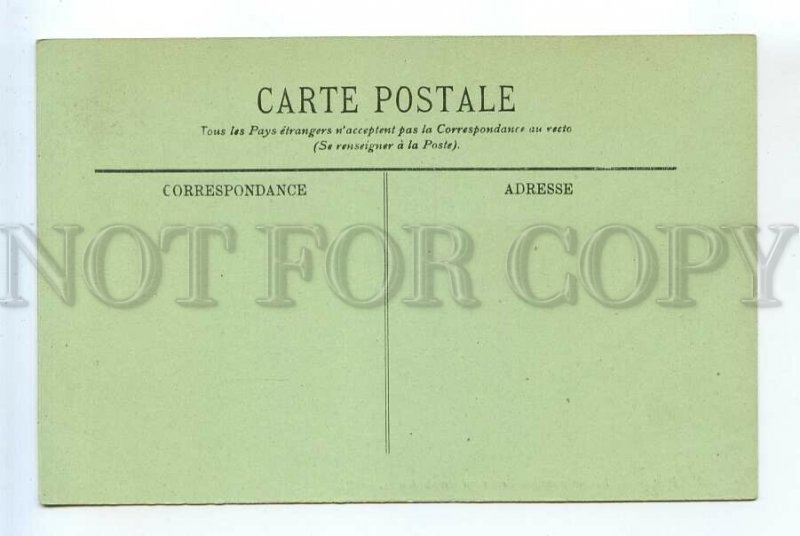 CARTE POSTALE
Tous les Pays étrangers n'acceptent pas la Correspondance au recto
(Se renseigner à la Poste).
CORRESPONDANCE
ADRESSE
NOT FOR COPY